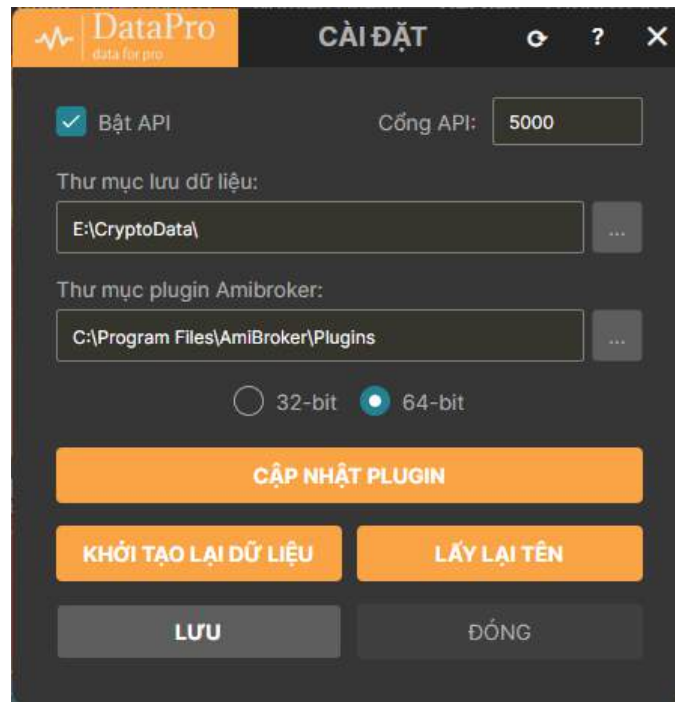 DataPro
data for pro
CÀI ĐẶT
?
Bật API
Cổng API:
5000
Thư mục lưu dữ liệu:
E:\CryptoData\
...
Thư mục plugin Amibroker:
C:\Program Files\AmiBroker\Plugins
...
32-bit
64-bit
CẬP NHẬT PLUGIN
KHỞI TẠO LẠI DỮ LIỆU
LẤY LẠI TÊN
LƯU
ĐÓNG